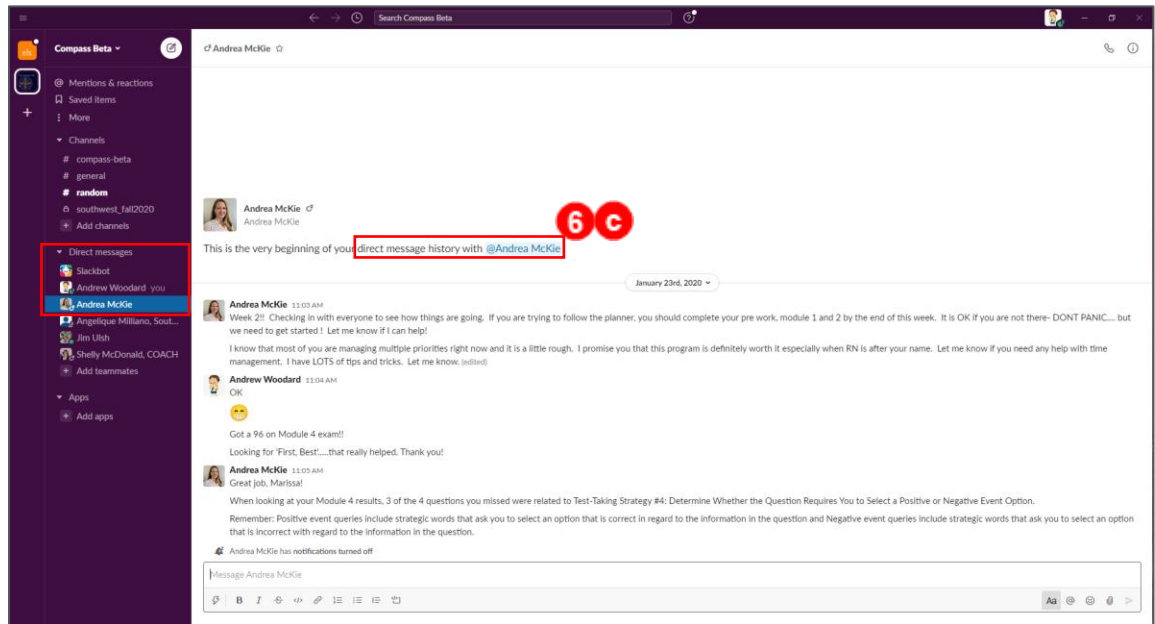 Search Compass Beta
els
Compass Beta
Mentions & reactions
Saved items
More
Channels
# compass-beta
# general
# random
southwest_fall2020
+ Add channels
Direct messages
Slackbot
Andrew Woodard you
Andrea McKie
Angelique Milliano, Sout...
Jim Ulsh
Shelly McDonald, COACH
+ Add teammates
Apps
+ Add apps
Andrea McKie
Andrea McKie
Andrea McKie
6 C
This is the very beginning of your direct message history with @Andrea McKie
January 23rd, 2020
Andrea McKie 11:03 AM
Week 2!! Checking in with everyone to see how things are going. If you are trying to follow the planner, you should complete your pre work, module 1 and 2 by the end of this week. It is OK if you are not there- DONT PANIC.... but
we need to get started ! Let me know if I can help!
I know that most of you are managing multiple priorities right now and it is a little rough. I promise you that this program is definitely worth it especially when RN is after your name. Let me know if you need any help with time
management. I have LOTS of tips and tricks. Let me know. (edited)
Andrew Woodard 11:04 AM
OK
Got a 96 on Module 4 exam!!
Looking for 'First, Best'.....that really helped. Thank you!
Andrea McKie 11:05 AM
Great job, Marissa!
When looking at your Module 4 results, 3 of the 4 questions you missed were related to Test-Taking Strategy #4: Determine Whether the Question Requires You to Select a Positive or Negative Event Option.
Remember: Positive event queries include strategic words that ask you to select an option that is correct in regard to the information in the question and Negative event queries include strategic words that ask you to select an option
that is incorrect with regard to the information in the question.
Andrea McKie has notifications turned off
Message Andrea McKie
B I S </> Aa @